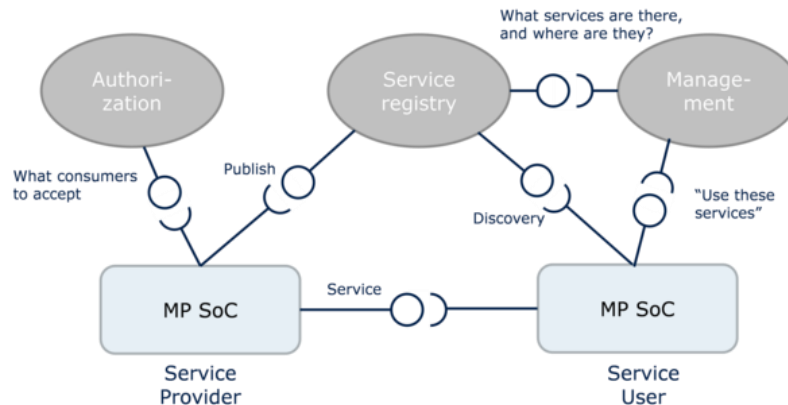 What services are there,
and where are they?
Authori-
zation
Service
registry
Manage-
ment
What consumers
to accept
Publish
Discovery
“Use these
services”
MP SoC
Service
MP SoC
Service
Provider
Service
User